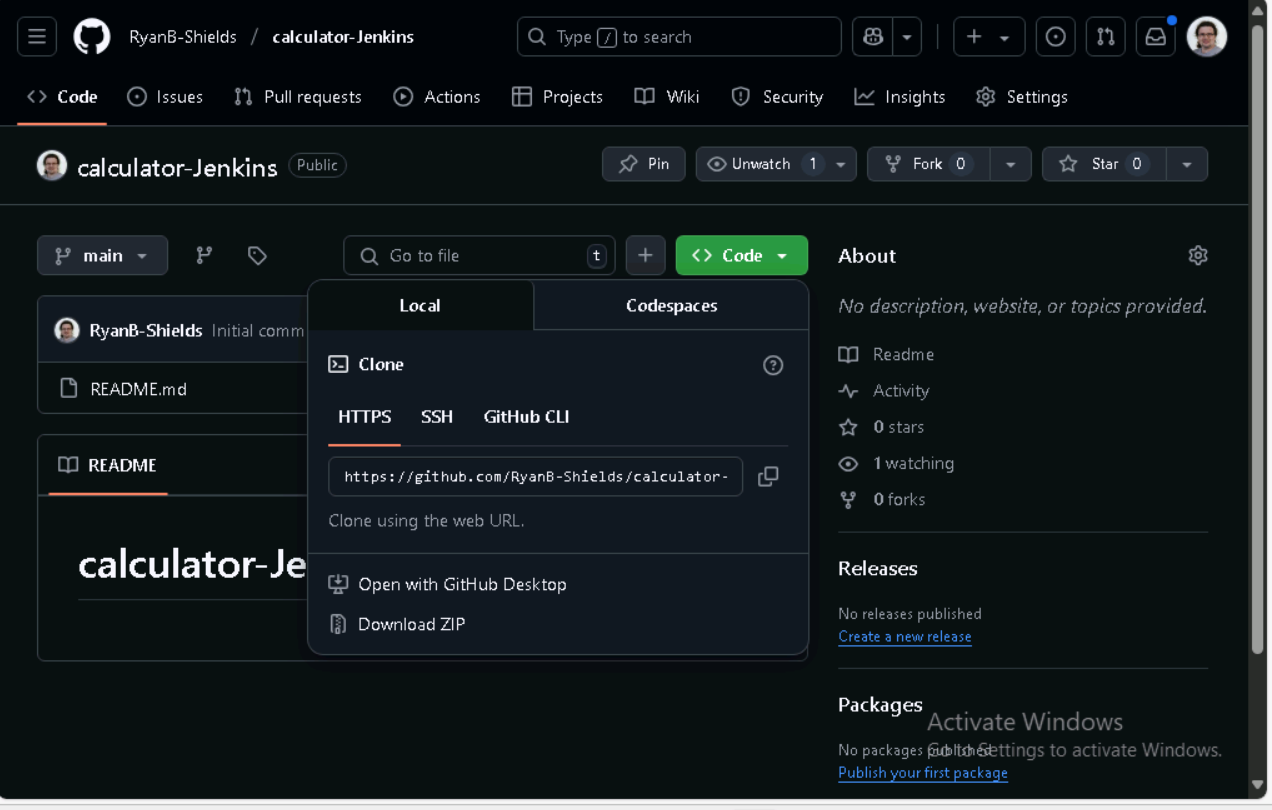 RyanB-Shields / calculator-Jenkins
Type / to search
Code Issues Pull requests Actions Projects Wiki Security Insights Settings
calculator-Jenkins Public
Pin Unwatch 1 Fork 0 Star 0
main
Go to file t
Code
Local Codespaces
RyanB-Shields Initial comm
README.md
README
calculator-Je
Clone
HTTPS SSH GitHub CLI
https://github.com/RyanB-Shields/calculator-
Clone using the web URL.
Open with GitHub Desktop
Download ZIP
About
No description, website, or topics provided.
Readme
Activity
0 stars
1 watching
0 forks
Releases
No releases published
Create a new release
Packages
No packages published
Publish your first package
Activate Windows
Go to Settings to activate Windows.